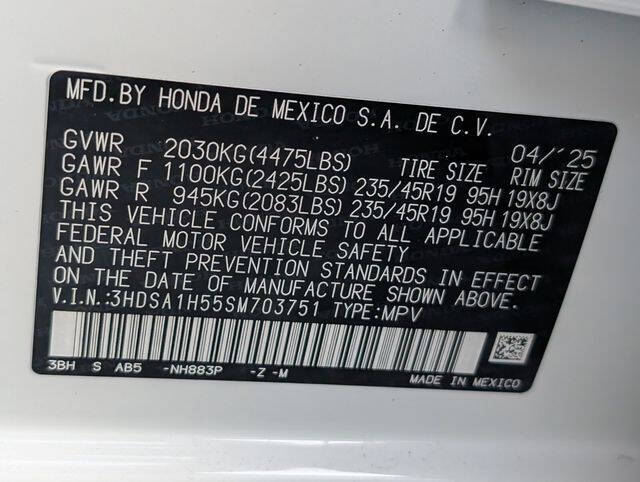 MFD.BY HONDA DE MEXICO S.A. DE C.V.
04/'25
GVWR 2030KG(4475LBS) TIRE SIZE RIM SIZE
GAWR F 1100KG(2425LBS) 235/45R19 95H 19X8J
GAWR R 945KG(2083LBS) 235/45R19 95H 19X8J
THIS VEHICLE CONFORMS TO ALL APPLICABLE
FEDERAL MOTOR VEHICLE SAFETY
AND THEFT PREVENTION STANDARDS IN EFFECT
ON THE DATE OF MANUFACTURE SHOWN ABOVE.
V.I.N.:3HDSA1H55SM703751 TYPE:MPV
3BH S AB5 -NH883P -Z -M
MADE IN MEXICO